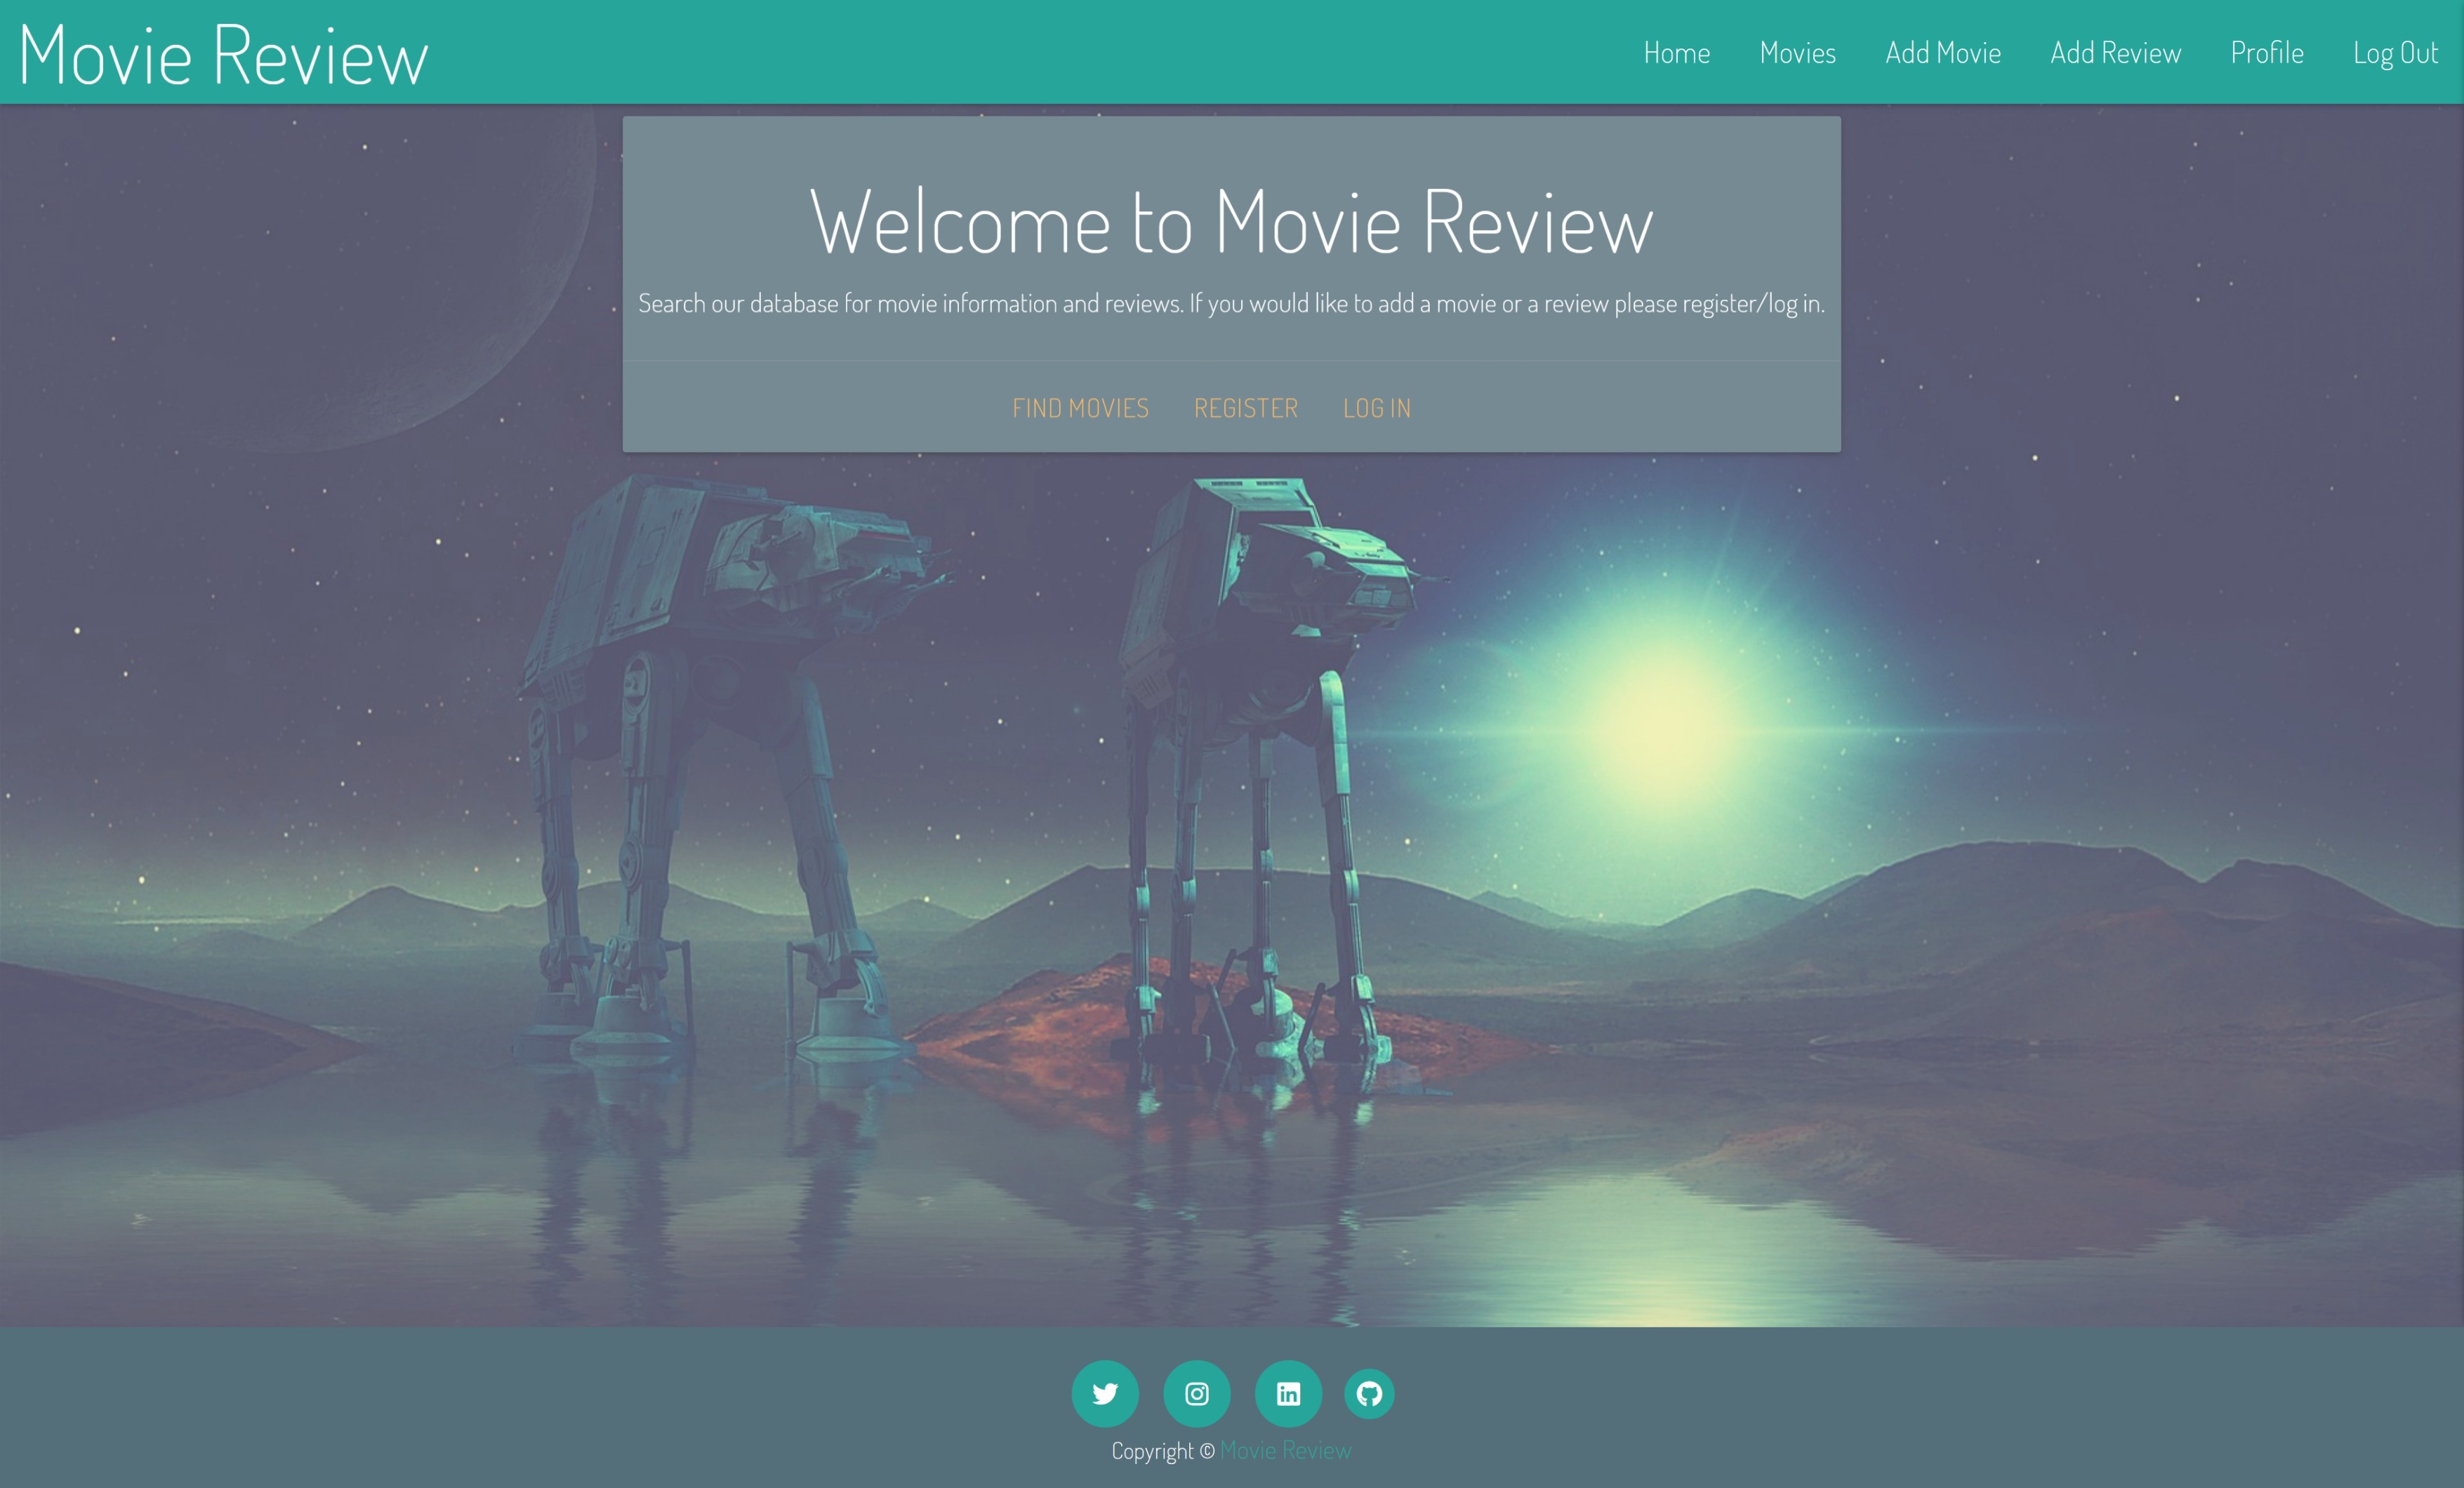 Movie Review
Home Movies Add Movie Add Review Profile Log Out
Welcome to Movie Review
Search our database for movie information and reviews. If you would like to add a movie or a review please register/log in.
FIND MOVIES REGISTER LOG IN
Copyright © Movie Review